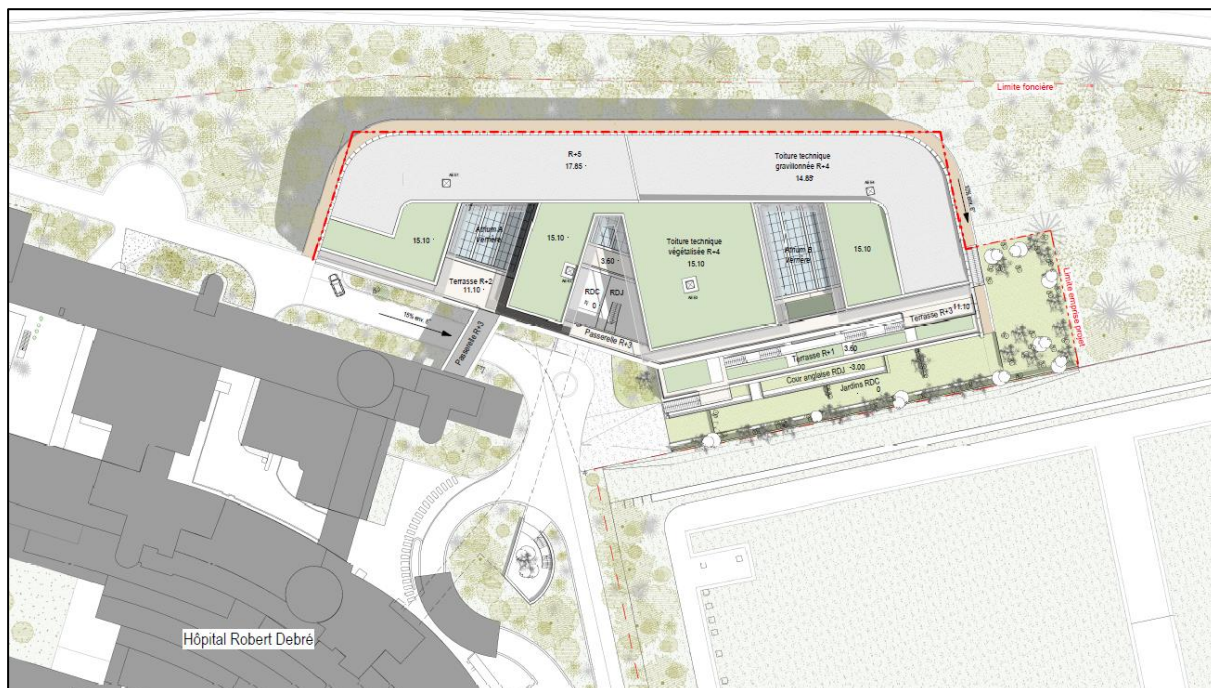 Limite foncière
R+5
17.85
Toiture technique
gravillonnée R+4
14.85
15.10
Atrium A
Verrière
15.10
3.60
Toiture technique
végétalisée R+4
15.10
Atrium B
Verrière
15.10
Terrasse R+2
11.10
RDC
0
RDJ
Passerelle R+3
Passerelle R+3
Terrasse R+3
11.10
Terrasse R+1
3.60
Cour anglaise RDJ
-3.00
Jardins RDC
0
Limite emprise projet
Hôpital Robert Debré